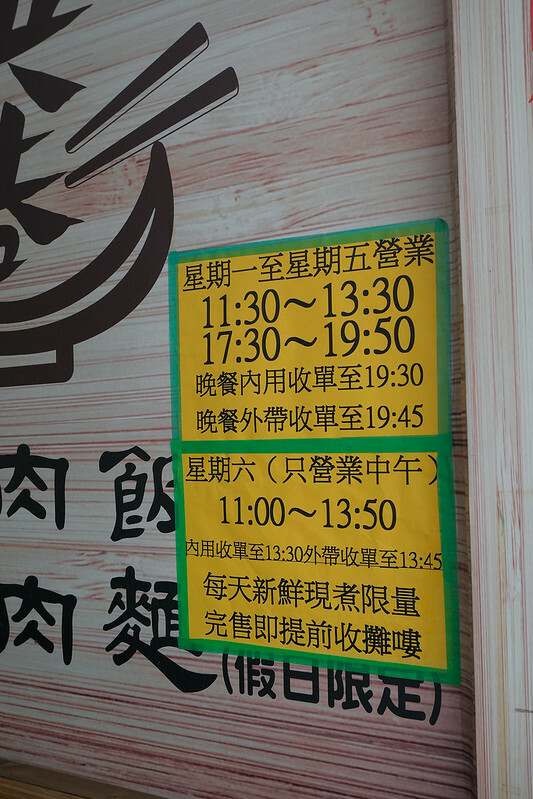 星期一至星期五營業
11:30～13:30
17:30～19:50
晚餐內用收單至19:30
晚餐外帶收單至19:45
星期六（只營業中午）
11:00～13:50
內用收單至13:30外帶收單至13:45
每天新鮮現煮限量
完售即提前收攤嘍
肉飯
肉麵
(假日限定)